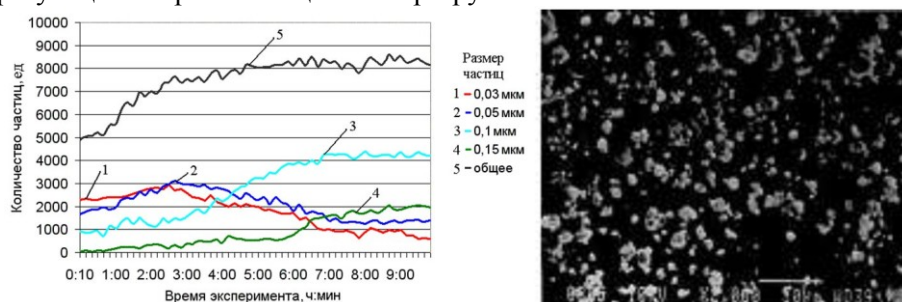 Количество частиц, ед
10000
9000
8000
7000
6000
5000
4000
3000
2000
1000
0
5
3
1
2
4
0:10 1:00 2:00 3:00 4:00 5:00 6:00 7:00 8:00 9:00
Время эксперимента, ч:мин
Размер
частиц
1 – 0,03 мкм
2 – 0,05 мкм
3 – 0,1 мкм
4 – 0,15 мкм
5 – общее